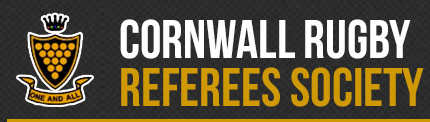 CORNWALL RUGBY
REFEREES SOCIETY
ONE AND ALL